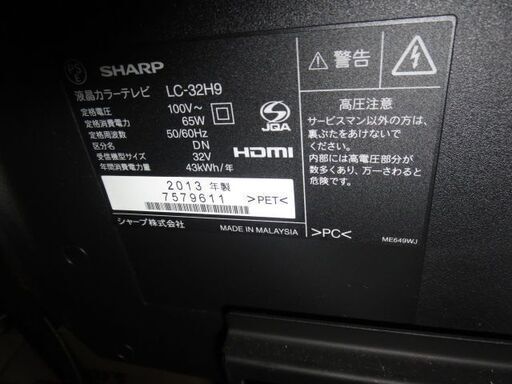 SHARP
液晶カラーテレビ LC-32H9
定格電圧 100V～
定格消費電力 65W
定格周波数 50/60Hz
区分名 DN
受信機型サイズ 32V
年間消費電力量 43kWh/年
JQA
HDMI
2013 年製
7579611
>PET<
シャープ株式会社 MADE IN MALAYSIA
警告
高圧注意
サービスマン以外の方は、
裏ぶたをあけないで
ください。
内部には高電圧部分が
数多くあり、万一さわると
危険です。
>PC<
ME649WJ